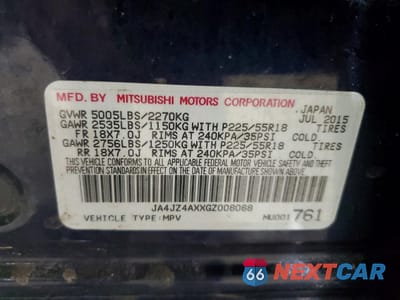 MFD. BY MITSUBISHI MOTORS CORPORATION JAPAN
GVWR 5005LBS/2270KG JUL 2015
GAWR 2535LBS/1150KG WITH P225/55R18 TIRES
FR 18X7.0J RIMS AT 240KPA/35PSI
GAWR 2756LBS/1250KG WITH P225/55R18 TIRES
RR 18X7.0J RIMS AT 240KPA/35PSI
THIS VEHICLE CONFORMS TO ALL APPLICABLE
FEDERAL MOTOR VEHICLE SAFETY AND THEFT
PREVENTION STANDARDS IN EFFECT ON THE DATE
OF MANUFACTURE SHOWN ABOVE.
JA4JZ4AXXGZ008068
VEHICLE TYPE:MPV MU001 761
66 NEXTCAR